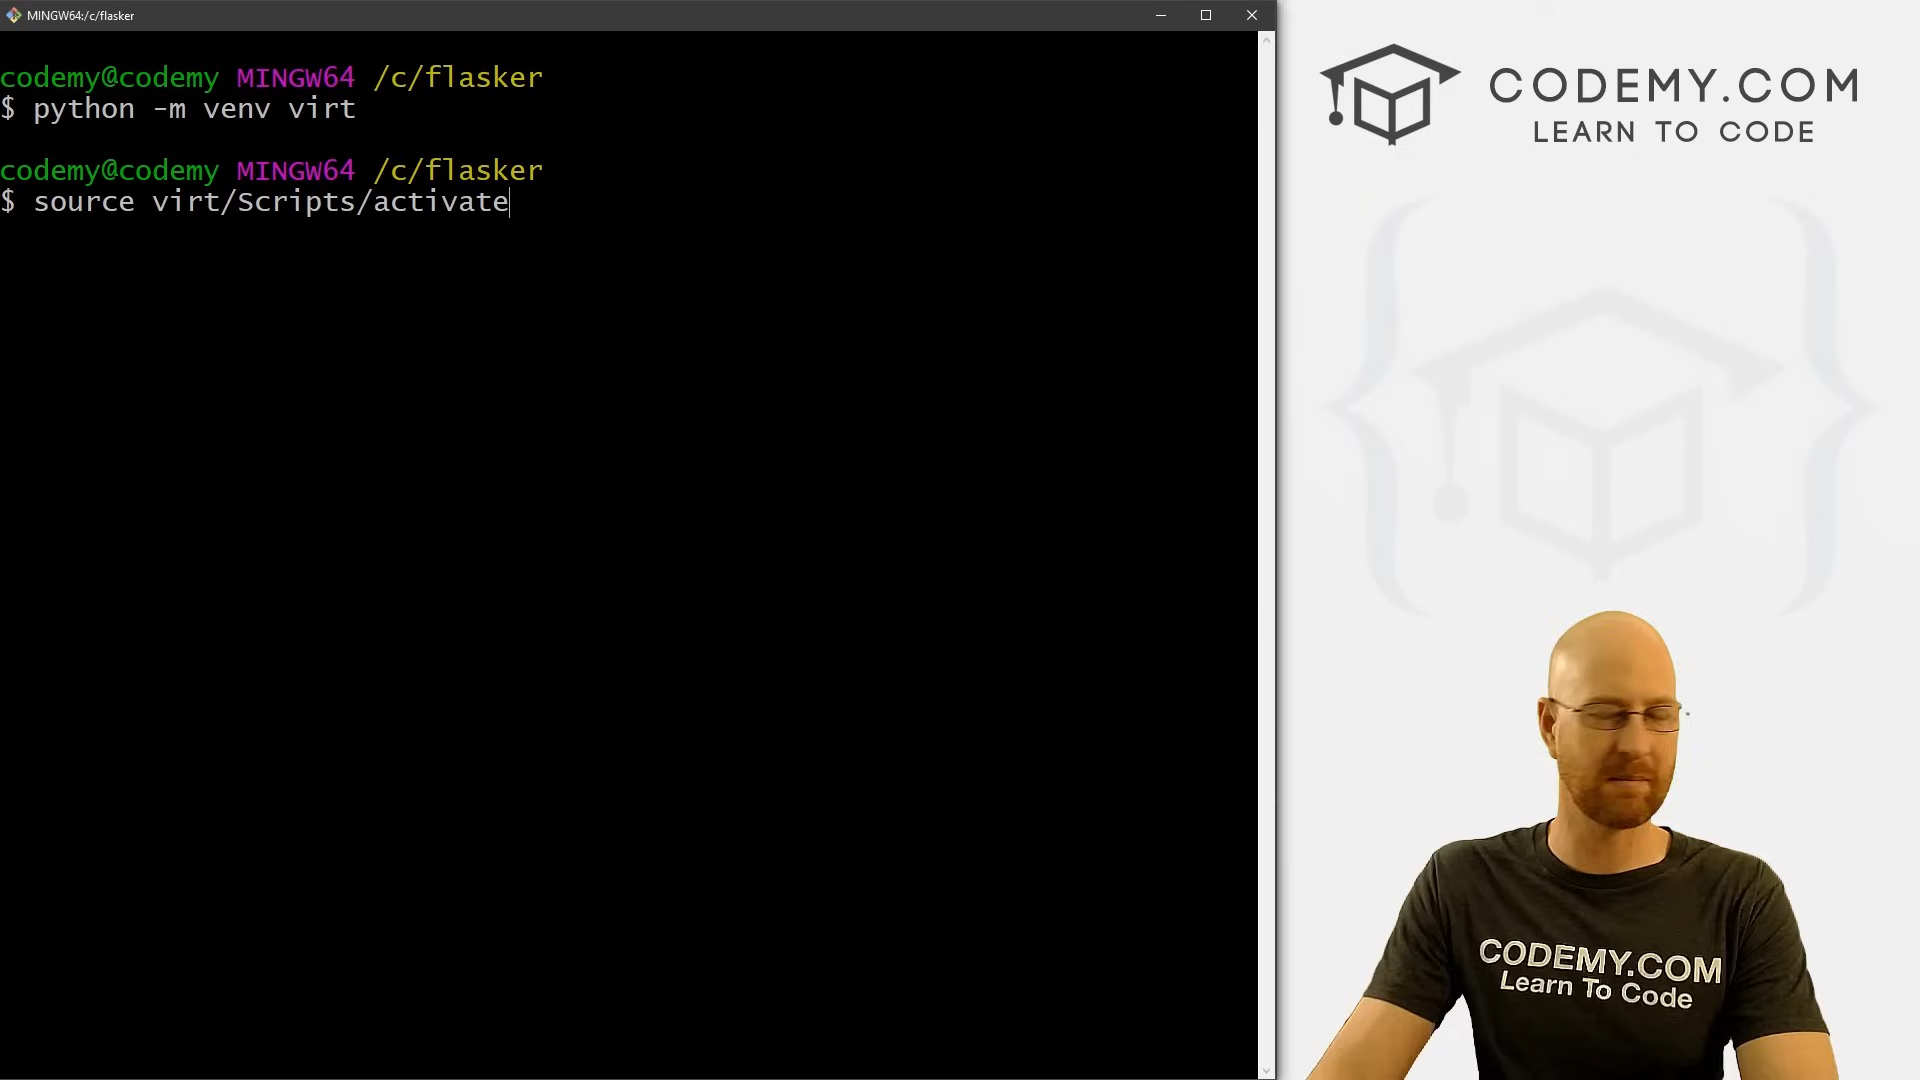 MINGW64:/c/flasker
codemy@codemy MINGW64 /c/flasker
$ python -m venv virt
codemy@codemy MINGW64 /c/flasker
$ source virt/Scripts/activate
CODEMY.COM
LEARN TO CODE
CODEMY.COM
Learn To Code